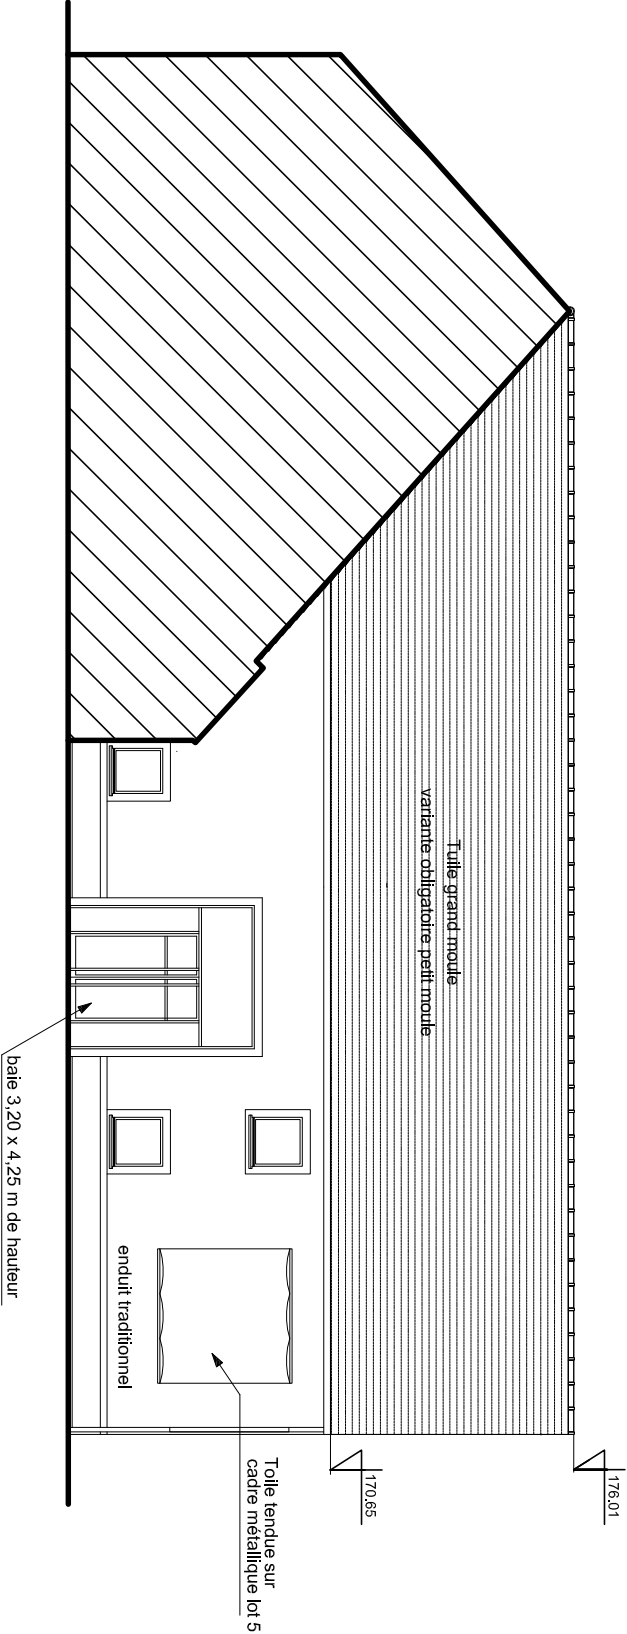 176.01
170.65
Tuile grand moule
variante obligatoire petit moule
Toile tendue sur
cadre métallique lot 5
enduit traditionnel
baie 3,20 x 4,25 m de hauteur